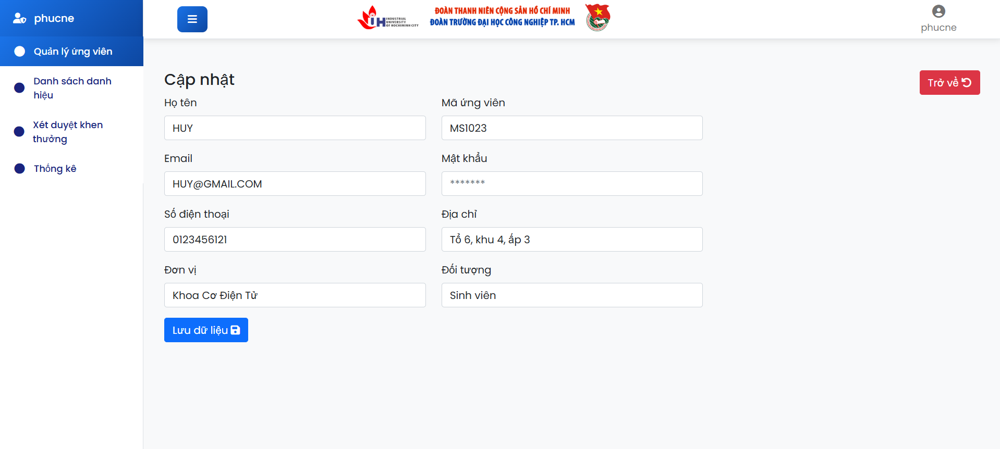 phucne
Quản lý ứng viên
Danh sách danh
hiệu
Xét duyệt khen
thưởng
Thống kê
IUH INDUSTRIAL
UNIVERSITY
OF HOCHIMINH CITY
ĐOÀN THANH NIÊN CỘNG SẢN HỒ CHÍ MINH
ĐOÀN TRƯỜNG ĐẠI HỌC CÔNG NGHIỆP TP. HCM
phucne
Cập nhật
Trở về
Họ tên
Mã ứng viên
HUY
MS1023
Email
Mật khẩu
HUY@GMAIL.COM
*******
Số điện thoại
Địa chỉ
0123456121
Tổ 6, khu 4, ấp 3
Đơn vị
Đối tượng
Khoa Cơ Điện Tử
Sinh viên
Lưu dữ liệu